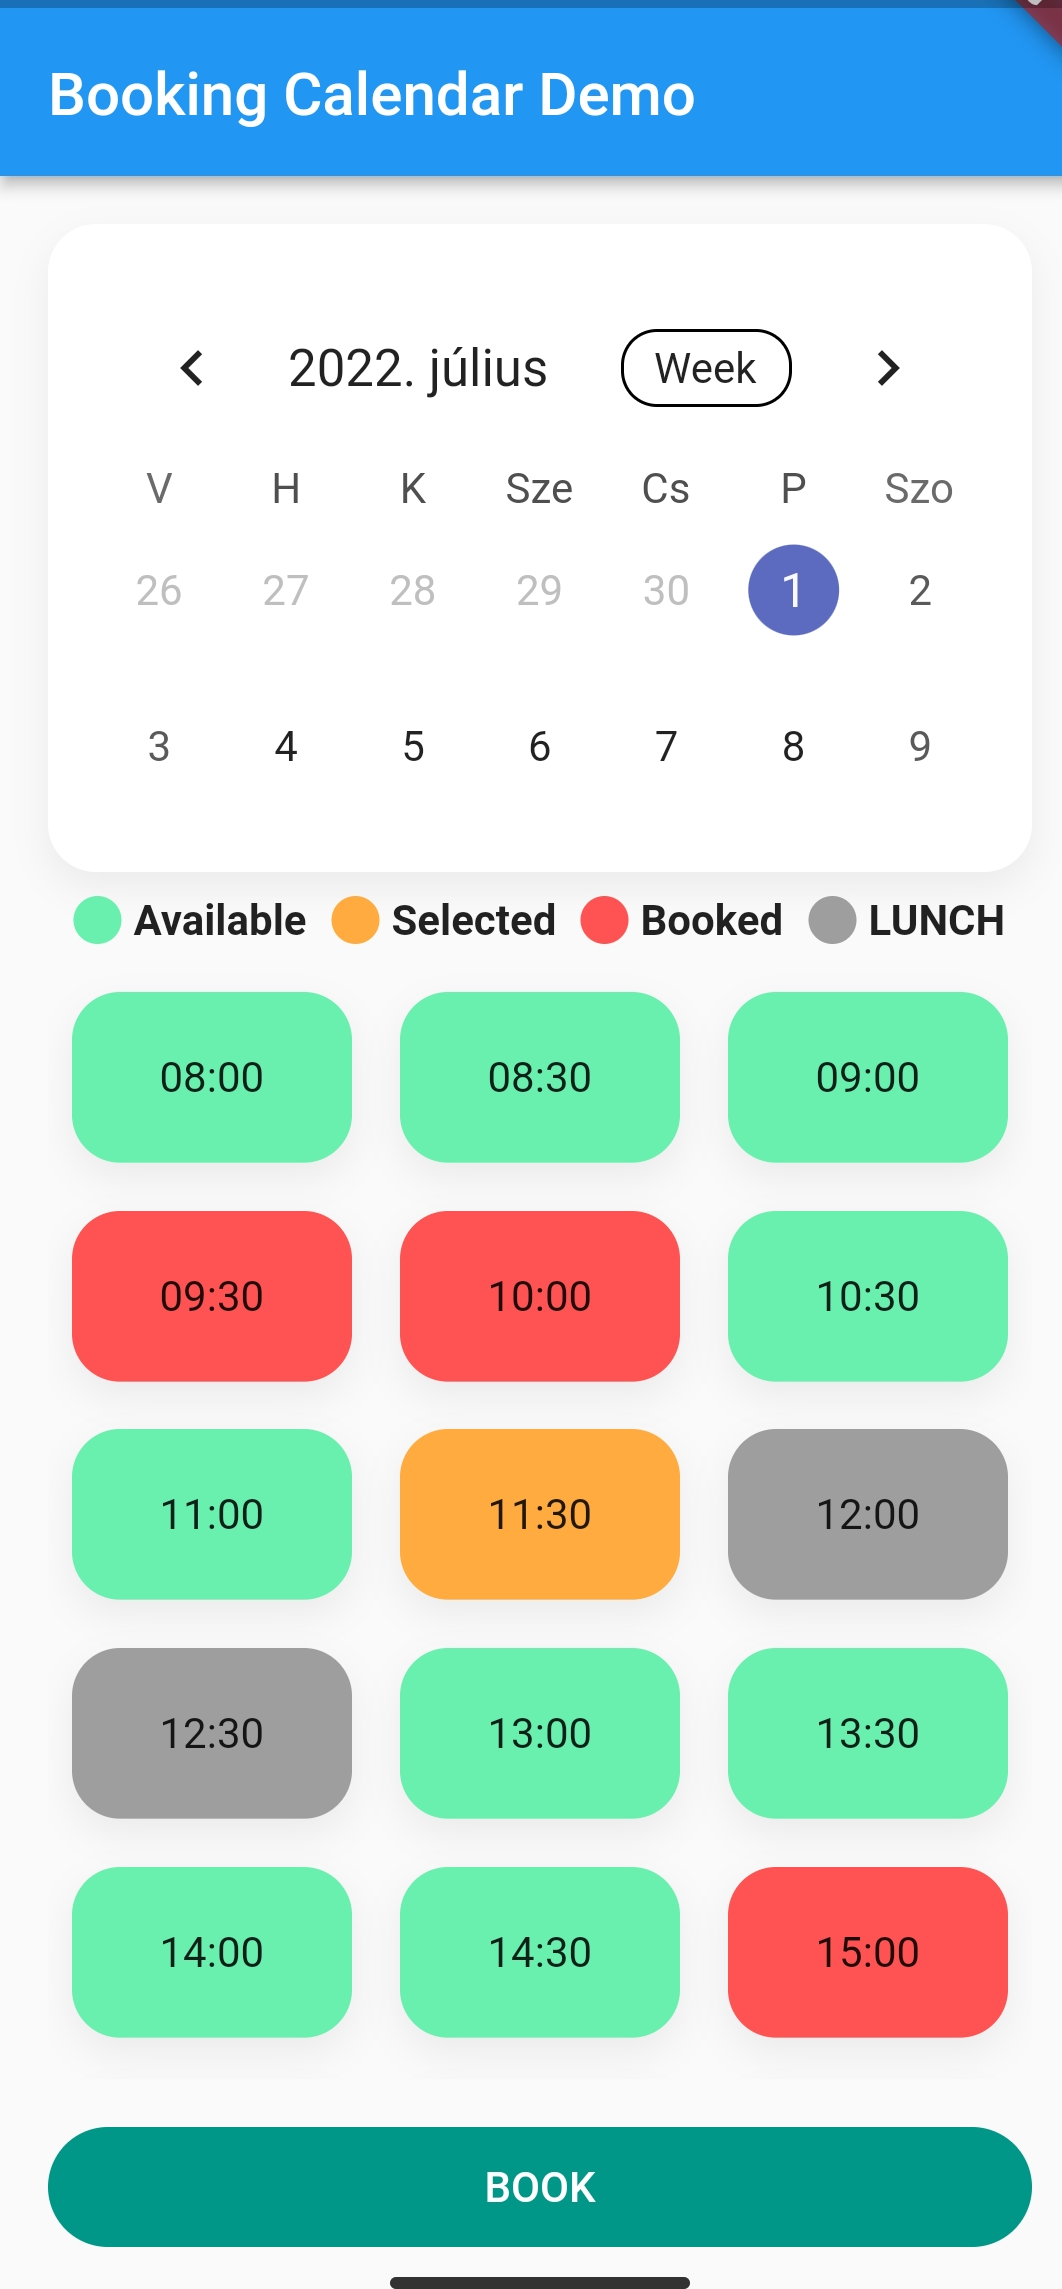 Booking Calendar Demo
2022. július Week
V H K Sze Cs P Szo
26 27 28 29 30 1 2
3 4 5 6 7 8 9
Available Selected Booked LUNCH
08:00 08:30 09:00
09:30 10:00 10:30
11:00 11:30 12:00
12:30 13:00 13:30
14:00 14:30 15:00
BOOK